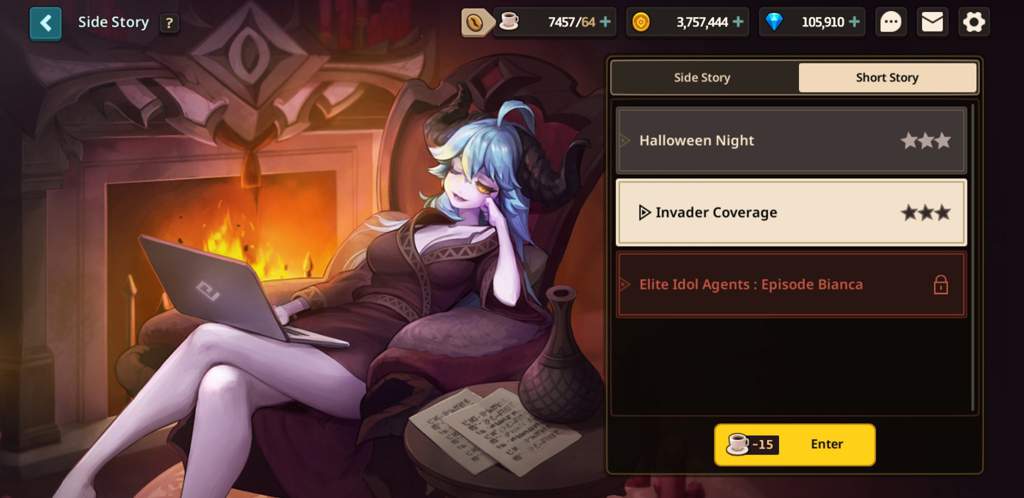 Side Story ?
7457/64 +
3,757,444 +
105,910 +
Side Story
Short Story
Halloween Night
Invader Coverage
Elite Idol Agents : Episode Bianca
-15 Enter